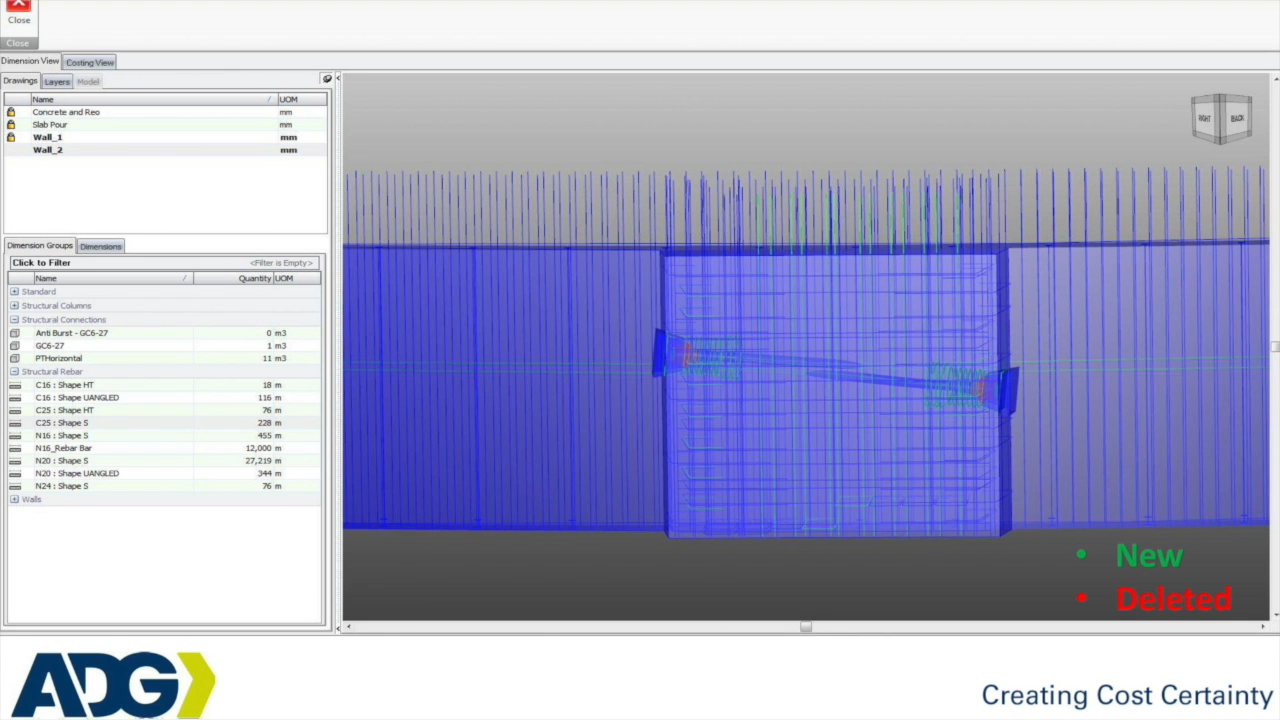 Close
Close
Dimension View Costing View
Drawings Layers Model
Name / UOM
Concrete and Reo mm
Slab Pour mm
Wall_1 mm
Wall_2 mm
RIGHT BACK
Dimension Groups Dimensions
Click to Filter <Filter is Empty>
Name / Quantity UOM
Standard
Structural Columns
Structural Connections
Anti Burst - GC6-27 0 m3
GC6-27 1 m3
PTHorizontal 11 m3
Structural Rebar
C16 : Shape HT 18 m
C16 : Shape UANGLED 116 m
C25 : Shape HT 76 m
C25 : Shape S 228 m
N16 : Shape S 455 m
N16_Rebar Bar 12,000 m
N20 : Shape S 27,219 m
N20 : Shape UANGLED 344 m
N24 : Shape S 76 m
Walls
• New
• Deleted
ADG
Creating Cost Certainty